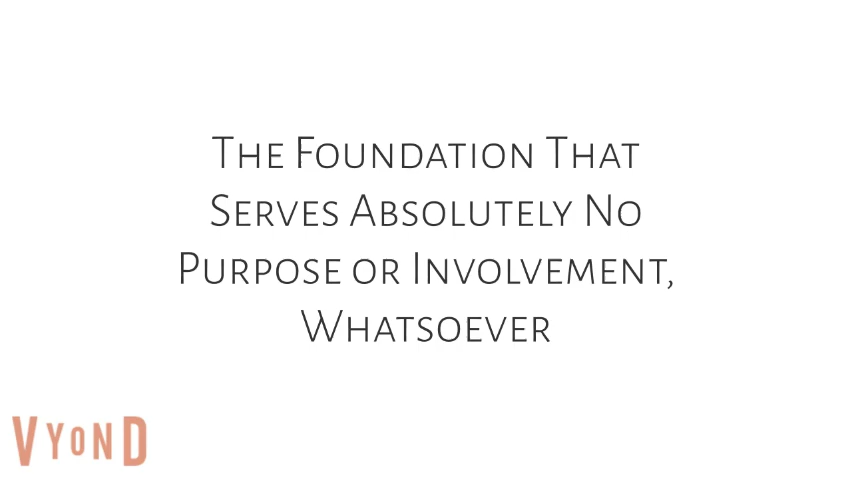 The Foundation That
Serves Absolutely No
Purpose or Involvement,
Whatsoever
VYOND